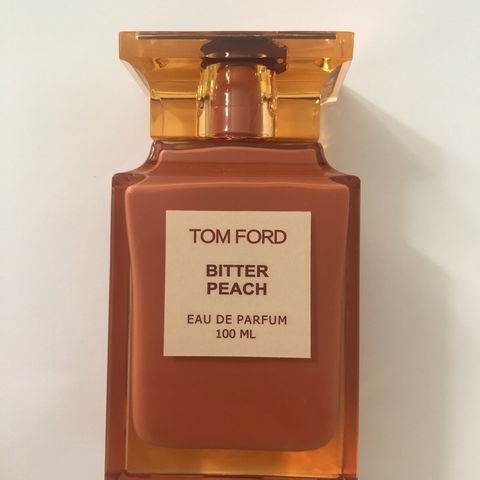 TOM FORD
BITTER
PEACH
EAU DE PARFUM
100 ML